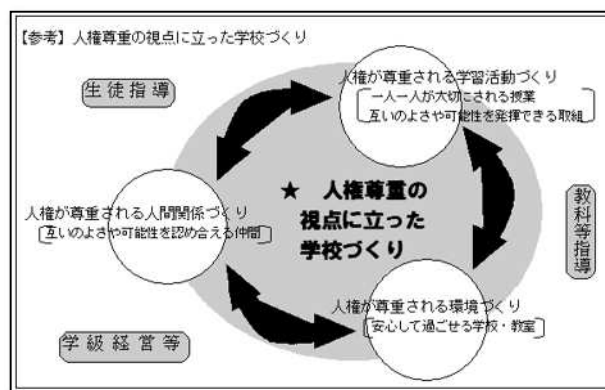 【参考】人権尊重の視点に立った学校づくり
生徒指導
人権が尊重される学習活動づくり
一人一人が大切にされる授業
互いのよさや可能性を発揮できる取組
人権が尊重される人間関係づくり
互いのよさや可能性を認め合える仲間
★ 人権尊重の
視点に立った
学校づくり
教科等指導
人権が尊重される環境づくり
安心して過ごせる学校・教室
学級経営等